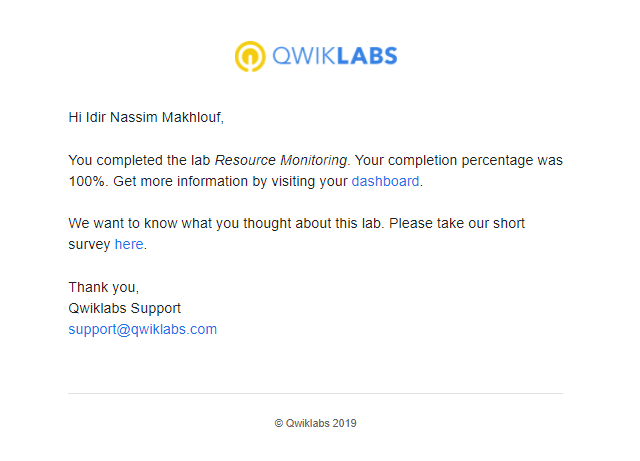 QWIKLABS
Hi Idir Nassim Makhlouf,
You completed the lab Resource Monitoring. Your completion percentage was
100%. Get more information by visiting your dashboard.
We want to know what you thought about this lab. Please take our short
survey here.
Thank you,
Qwiklabs Support
support@qwiklabs.com
© Qwiklabs 2019